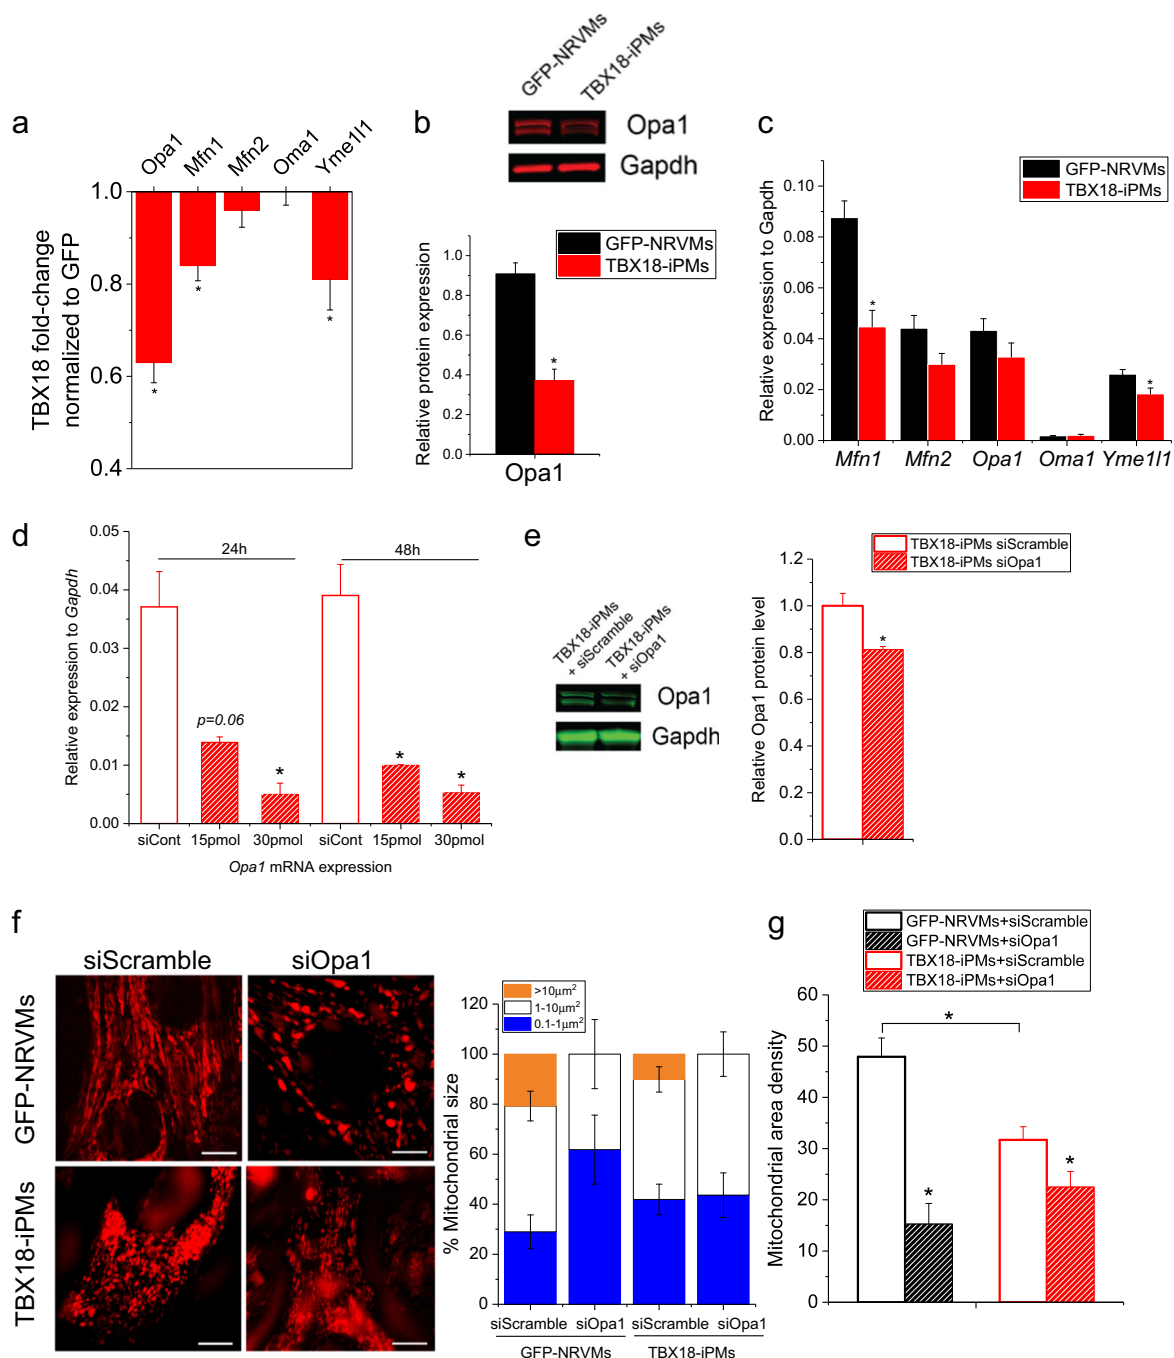 a
Opa1
Mfn1
Mfn2
Oma1
Yme1l1
1.0
0.8
0.6
0.4
TBX18 fold-change
normalized to GFP
*
*
*
b
GFP-NRVMs
TBX18-iPMs
Opa1
Gapdh
GFP-NRVMs
TBX18-iPMs
Relative protein expression
1.0
0.8
0.6
0.4
0.2
0.0
*
Opa1
c
GFP-NRVMs
TBX18-iPMs
Relative expression to Gapdh
0.10
0.08
0.06
0.04
0.02
0.00
*
*
Mfn1
Mfn2
Opa1
Oma1
Yme1l1
d
Relative expression to Gapdh
0.05
0.04
0.03
0.02
0.01
0.00
24h
48h
p=0.06
*
*
*
siCont
15pmol
30pmol
siCont
15pmol
30pmol
Opa1 mRNA expression
e
TBX18-iPMs
+ siScramble
TBX18-iPMs
+ siOpa1
Opa1
Gapdh
TBX18-iPMs siScramble
TBX18-iPMs siOpa1
Relative Opa1 protein level
1.2
1.0
0.8
0.6
0.4
0.2
0.0
*
f
siScramble
siOpa1
GFP-NRVMs
TBX18-iPMs
>10μm²
1-10μm²
0.1-1μm²
% Mitochondrial size
120
100
80
60
40
20
0
siScramble
siOpa1
siScramble
siOpa1
GFP-NRVMs
TBX18-iPMs
g
GFP-NRVMs+siScramble
GFP-NRVMs+siOpa1
TBX18-iPMs+siScramble
TBX18-iPMs+siOpa1
Mitochondrial area density
60
50
40
30
20
10
0
*
*
*